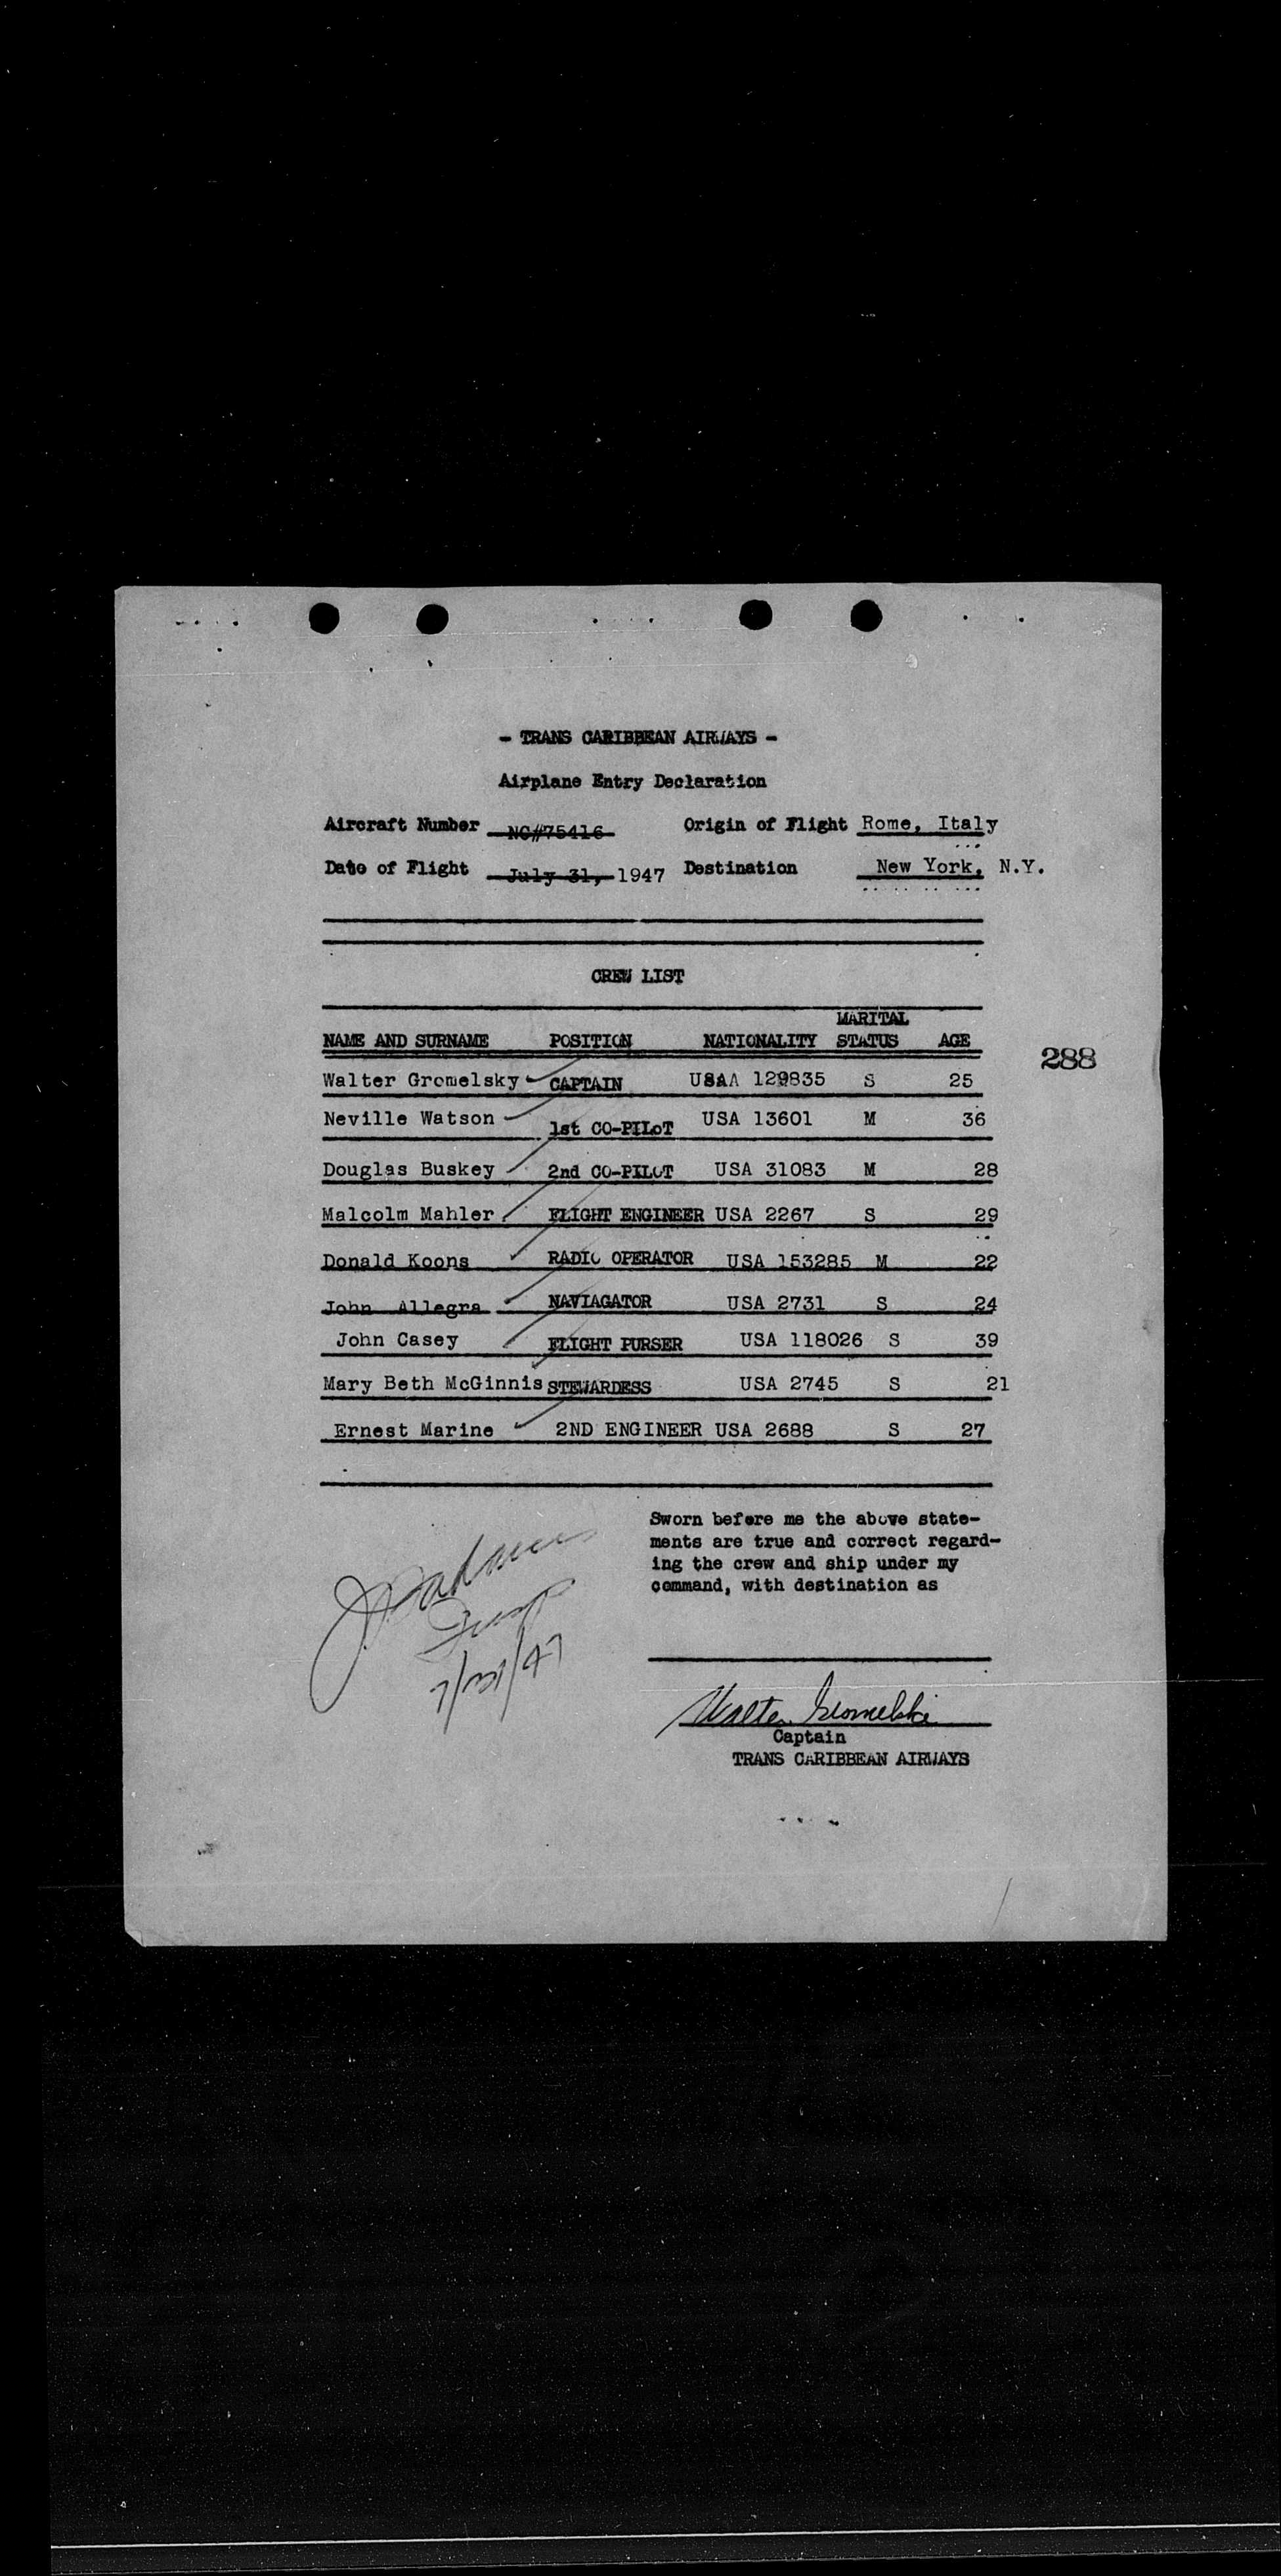 - TRANS CARIBBEAN AIRWAYS -
Airplane Entry Declaration
Aircraft Number NC#75416 Origin of Flight Rome, Italy
Date of Flight July 31, 1947 Destination New York, N.Y.
CREW LIST
NAME AND SURNAME POSITION NATIONALITY MARITAL STATUS AGE
288
Walter Gromelsky CAPTAIN USAA 129835 S 25
Neville Watson 1st CO-PILoT USA 13601 M 36
Douglas Buskey 2nd CO-PILOT USA 31083 M 28
Malcolm Mahler FLIGHT ENGINEER USA 2267 S 29
Donald Koons RADIO OPERATOR USA 153285 M 22
John Allegra NAVIAGATOR USA 2731 S 24
John Casey FLIGHT PURSER USA 118026 S 39
Mary Beth McGinnis STEWARDESS USA 2745 S 21
Ernest Marine 2ND ENGINEER USA 2688 S 27
Sworn before me the above state-
ments are true and correct regard-
ing the crew and ship under my
command, with destination as
7/31/47
Walter Gromelski
Captain
TRANS CARIBBEAN AIRWAYS